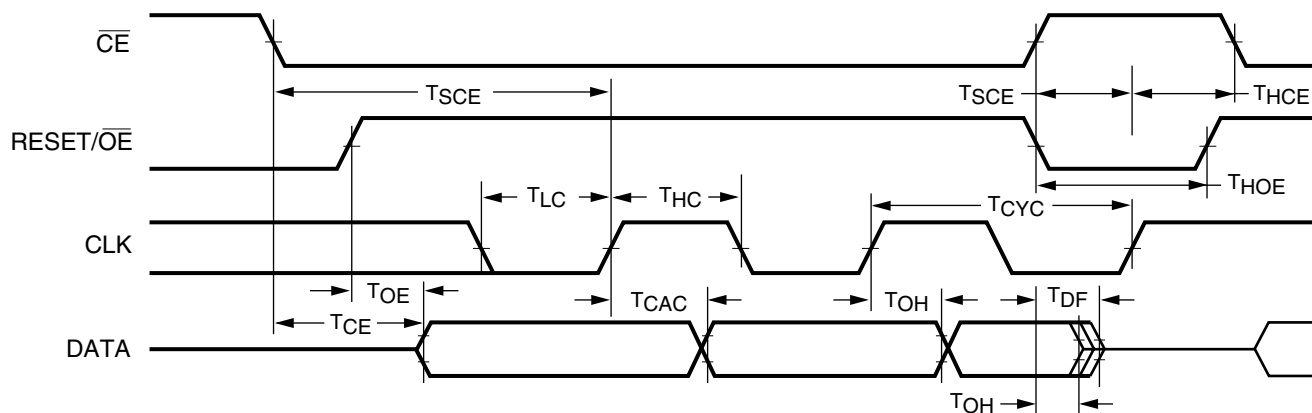 CE
TSCE TSCE THCE
RESET/OE
TLC THC TCYC THOE
CLK
TOE TCAC TOH TDF
TCE
DATA
TOH